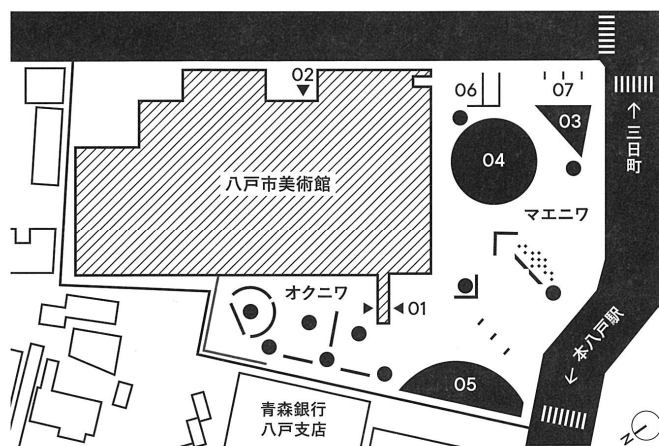 02
06
07
03
↑三日町
04
八戸市美術館
マエニワ
オクニワ
01
←本八戸駅
05
青森銀行
八戸支店
N